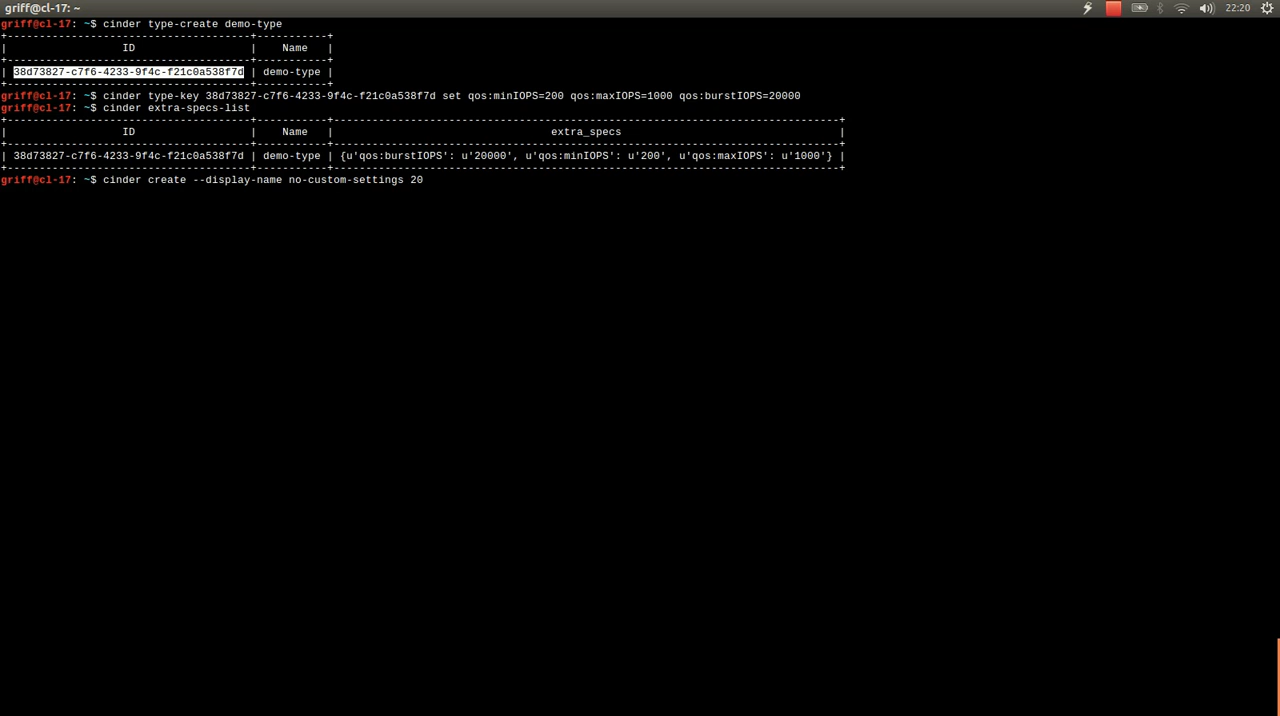 griff@cl-17: ~
22:20
griff@cl-17: ~$ cinder type-create demo-type
+--------------------------------------+-----------+
|                  ID                  |    Name   |
+--------------------------------------+-----------+
| 38d73827-c7f6-4233-9f4c-f21c0a538f7d | demo-type |
+--------------------------------------+-----------+
griff@cl-17: ~$ cinder type-key 38d73827-c7f6-4233-9f4c-f21c0a538f7d set qos:minIOPS=200 qos:maxIOPS=1000 qos:burstIOPS=20000
griff@cl-17: ~$ cinder extra-specs-list
+--------------------------------------+-----------+-------------------------------------------------------------------------------+
|                  ID                  |    Name   |                                  extra_specs                                  |
+--------------------------------------+-----------+-------------------------------------------------------------------------------+
| 38d73827-c7f6-4233-9f4c-f21c0a538f7d | demo-type | {u'qos:burstIOPS': u'20000', u'qos:minIOPS': u'200', u'qos:maxIOPS': u'1000'} |
+--------------------------------------+-----------+-------------------------------------------------------------------------------+
griff@cl-17: ~$ cinder create --display-name no-custom-settings 20